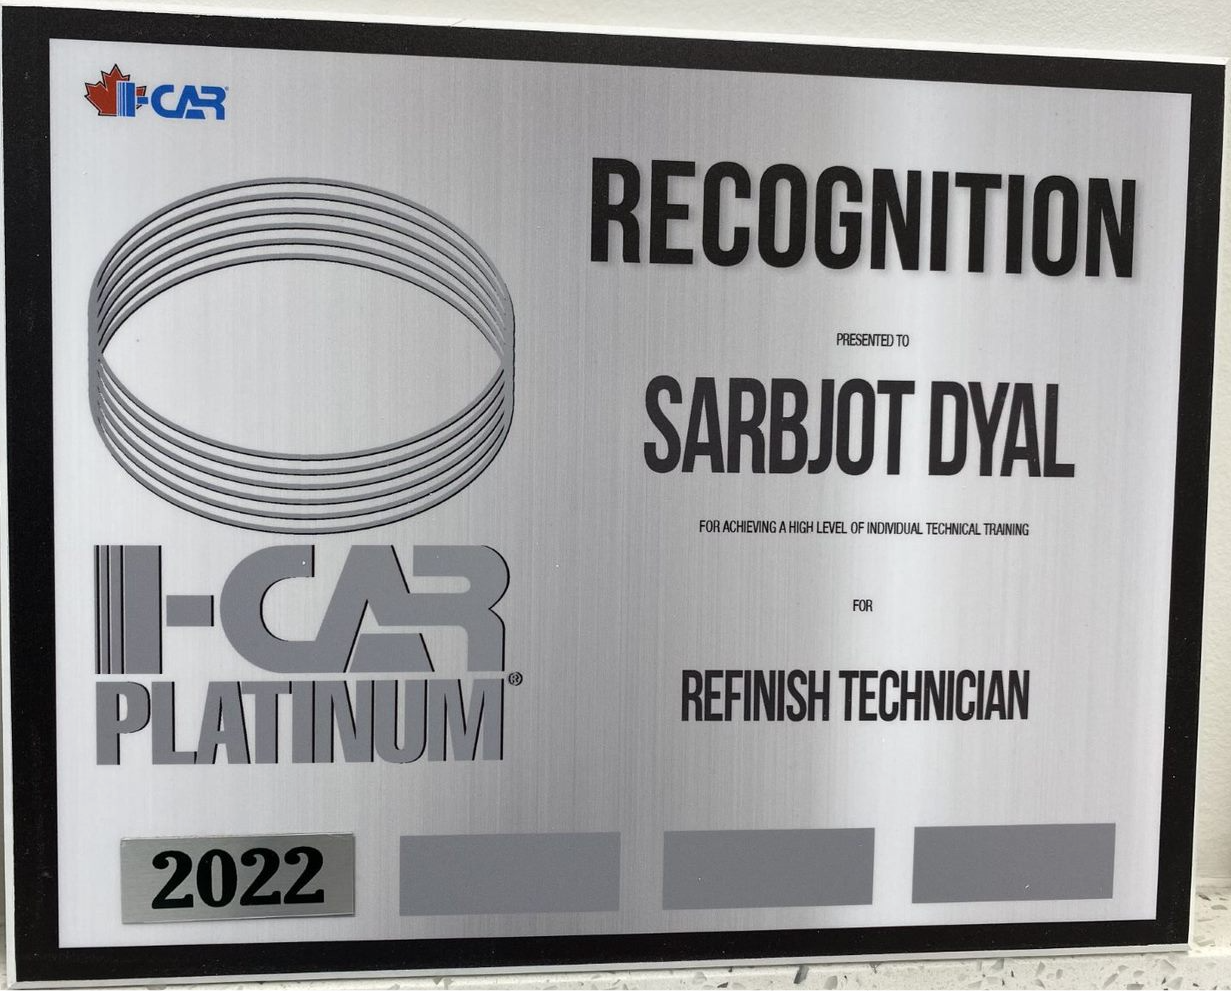 I-CAR®
RECOGNITION
PRESENTED TO
SARBJOT DYAL
FOR ACHIEVING A HIGH LEVEL OF INDIVIDUAL TECHNICAL TRAINING
FOR
REFINISH TECHNICIAN
I-CAR
PLATINUM®
2022